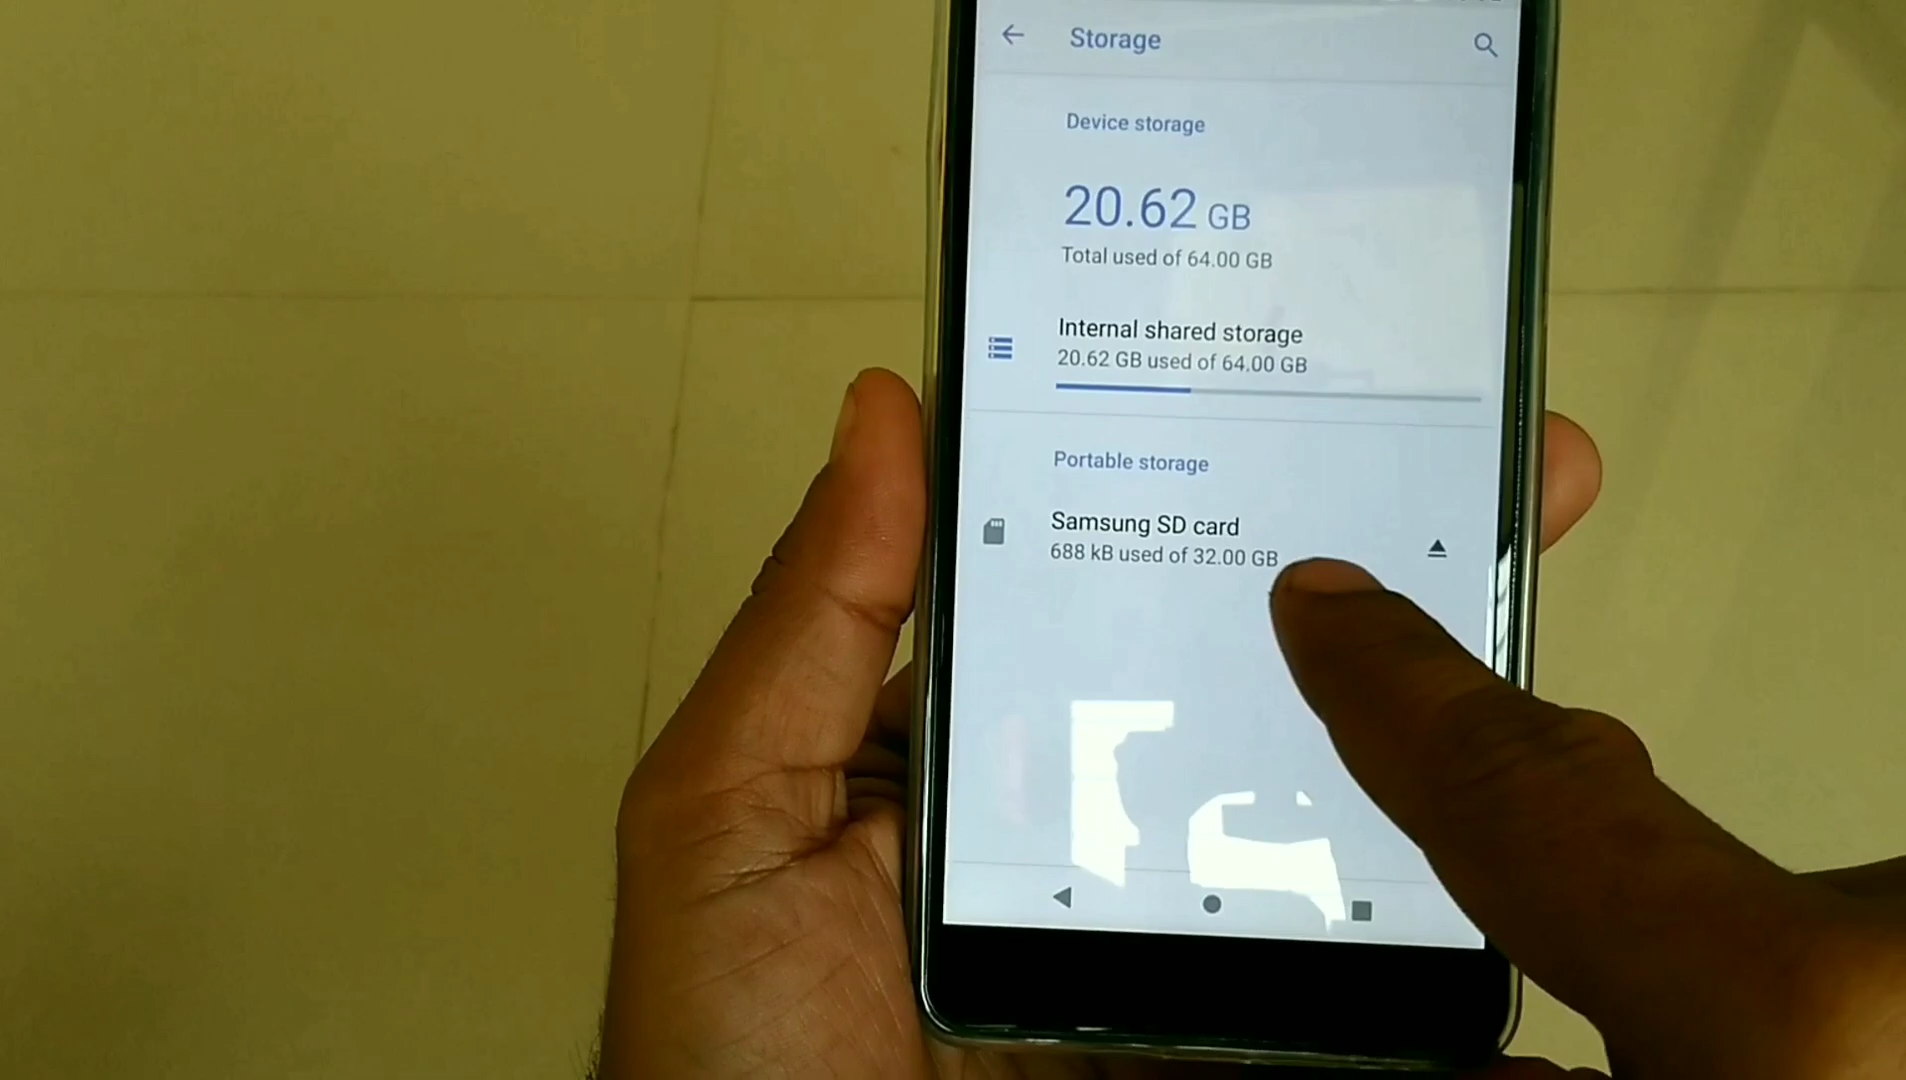 Storage
Device storage
20.62 GB
Total used of 64.00 GB
Internal shared storage
20.62 GB used of 64.00 GB
Portable storage
Samsung SD card
688 kB used of 32.00 GB